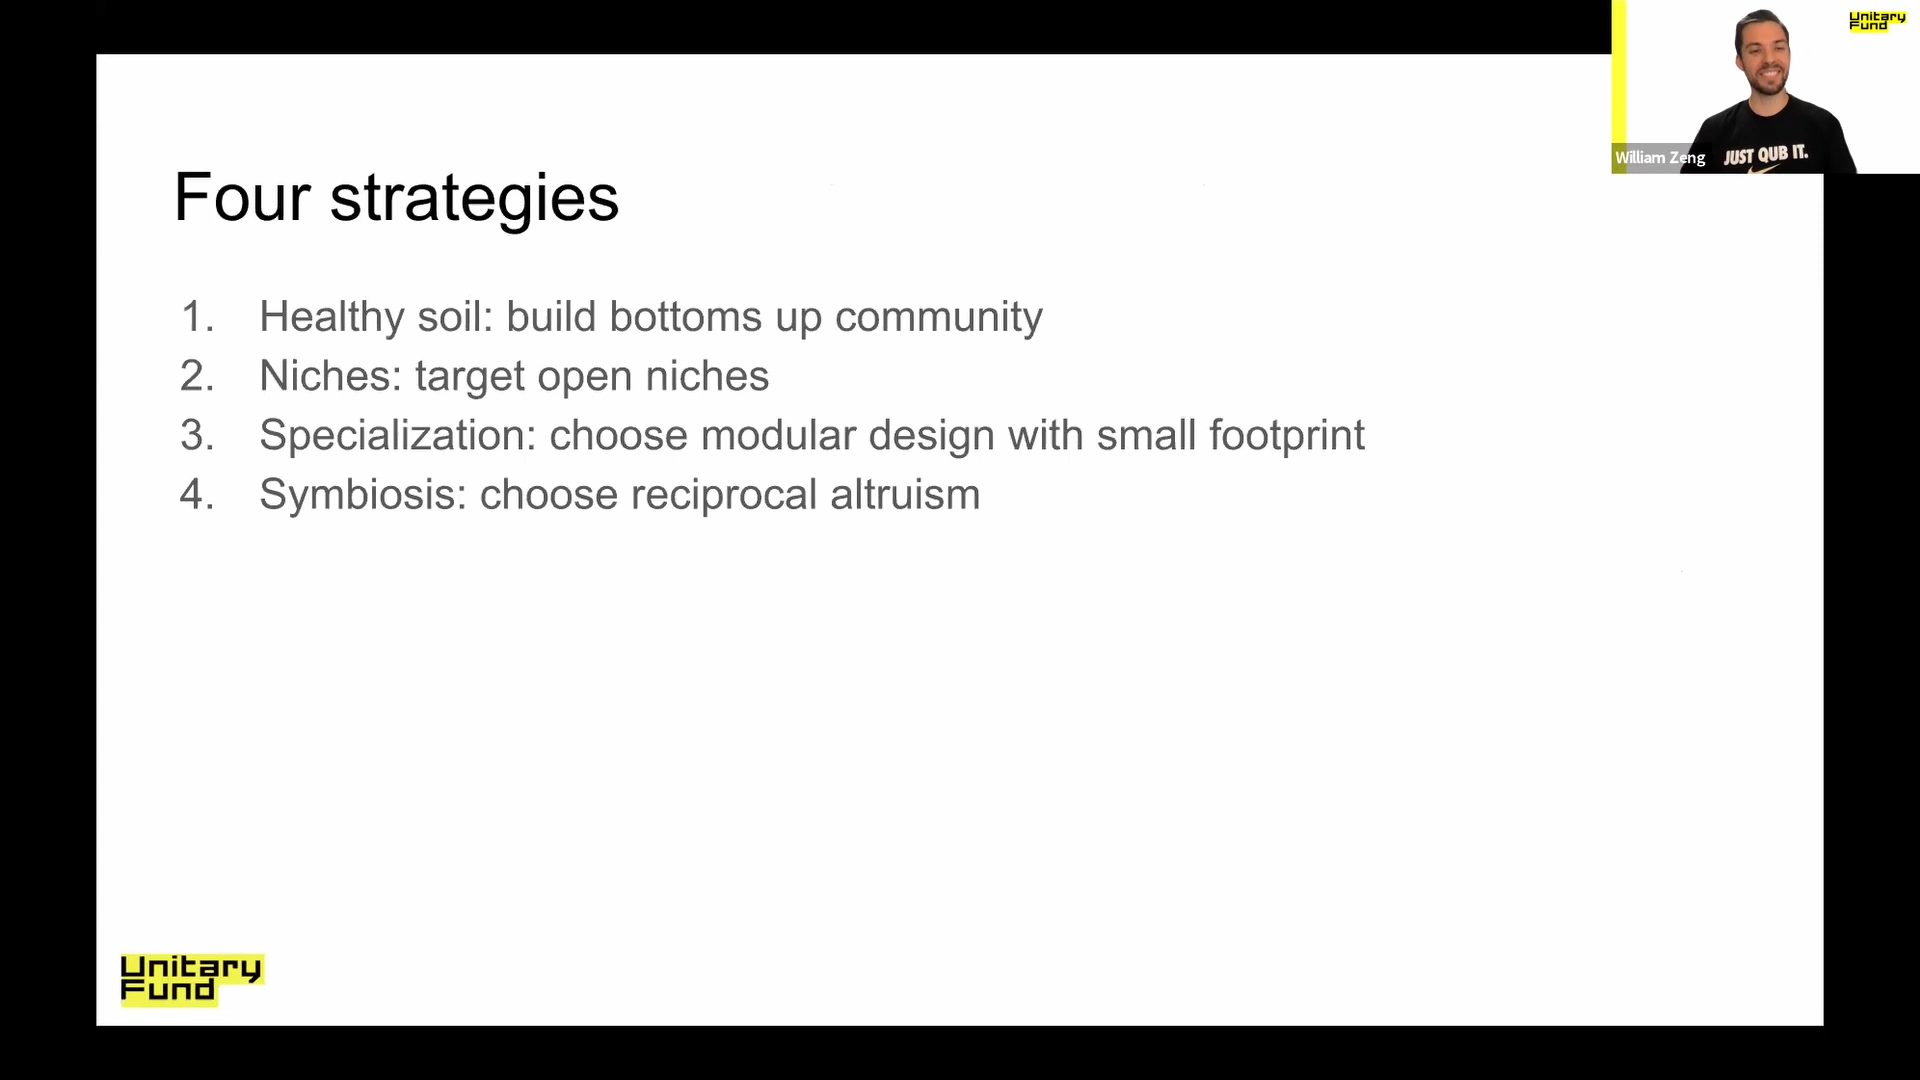 Unitary
Fund
William Zeng
JUST QUB IT.
Four strategies
1. Healthy soil: build bottoms up community
2. Niches: target open niches
3. Specialization: choose modular design with small footprint
4. Symbiosis: choose reciprocal altruism
Unitary
Fund